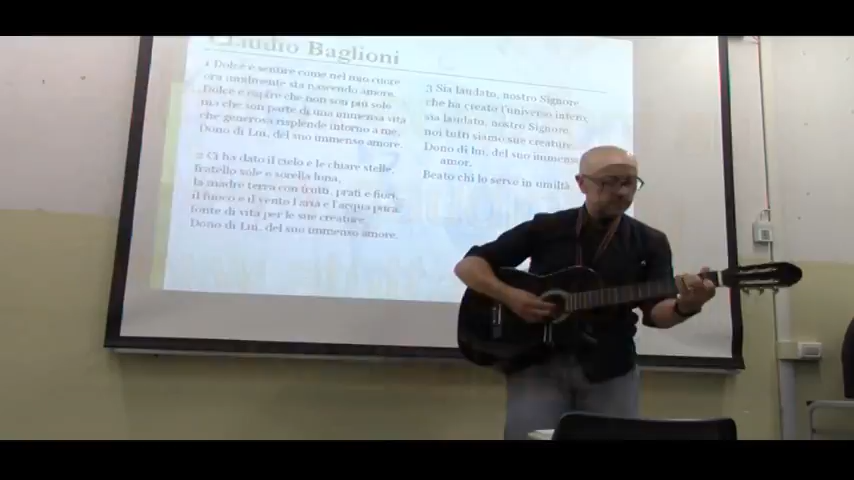 Claudio Baglioni
1 Dolce è sentire come nel mio cuore
ora umilmente sta nascendo amore.
Dolce è capire che non son più solo
ma che son parte di una immensa vita
che generosa risplende intorno a me,
Dono di Lui, del suo immenso amore.
2 Ci ha dato il cielo e le chiare stelle,
fratello sole e sorella luna,
la madre terra con frutti, prati e fiori,
il fuoco e il vento l'aria e l'acqua pura,
fonte di vita per le sue creature,
Dono di Lui, del suo immenso amore.
3 Sia laudato, nostro Signore,
che ha creato l'universo intero,
sia laudato, nostro Signore,
noi tutti siamo sue creature.
Dono di Lui, del suo immenso
amore.
Beato chi lo serve in umiltà